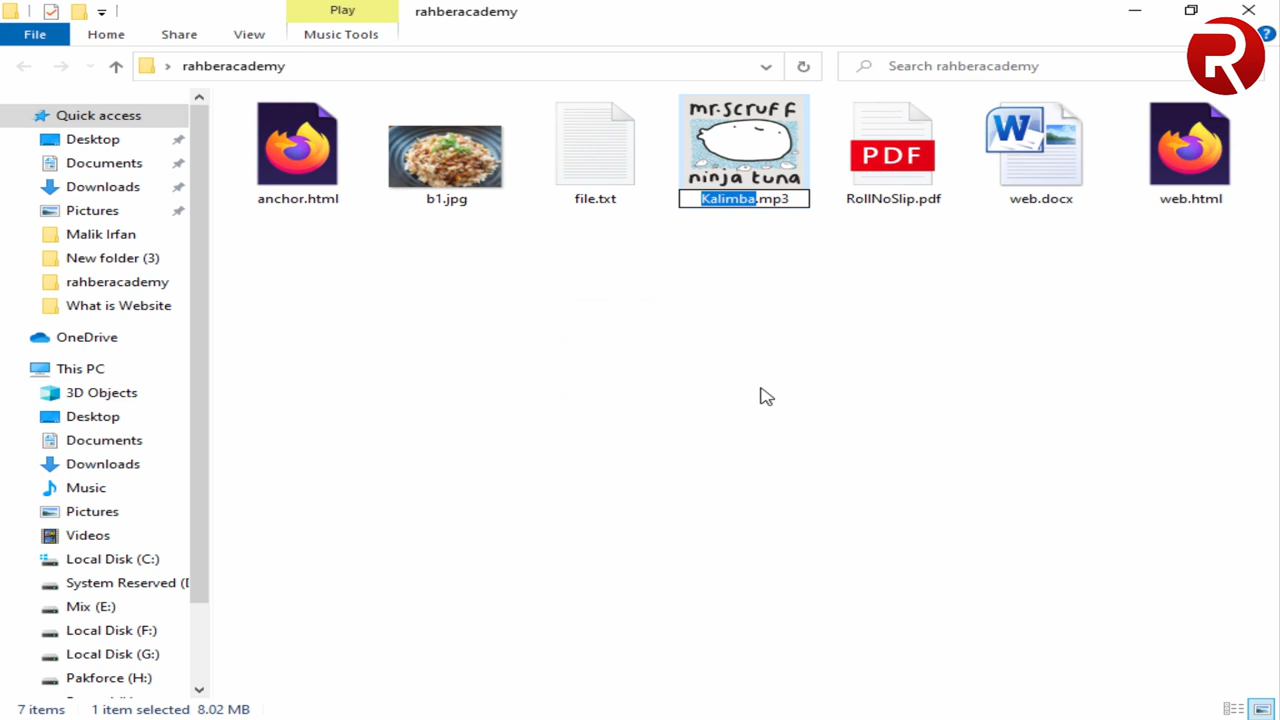 Play
rahberacademy
File
Home
Share
View
Music Tools
rahberacademy
Search rahberacademy
R
Quick access
Desktop
Documents
Downloads
Pictures
Malik Irfan
New folder (3)
rahberacademy
What is Website
OneDrive
This PC
3D Objects
Desktop
Documents
Downloads
Music
Pictures
Videos
Local Disk (C:)
System Reserved (
Mix (E:)
Local Disk (F:)
Local Disk (G:)
Pakforce (H:)
mr.scruff
ninja tuna
PDF
W
anchor.html
b1.jpg
file.txt
Kalimba.mp3
RollNoSlip.pdf
web.docx
web.html
7 items
1 item selected 8.02 MB